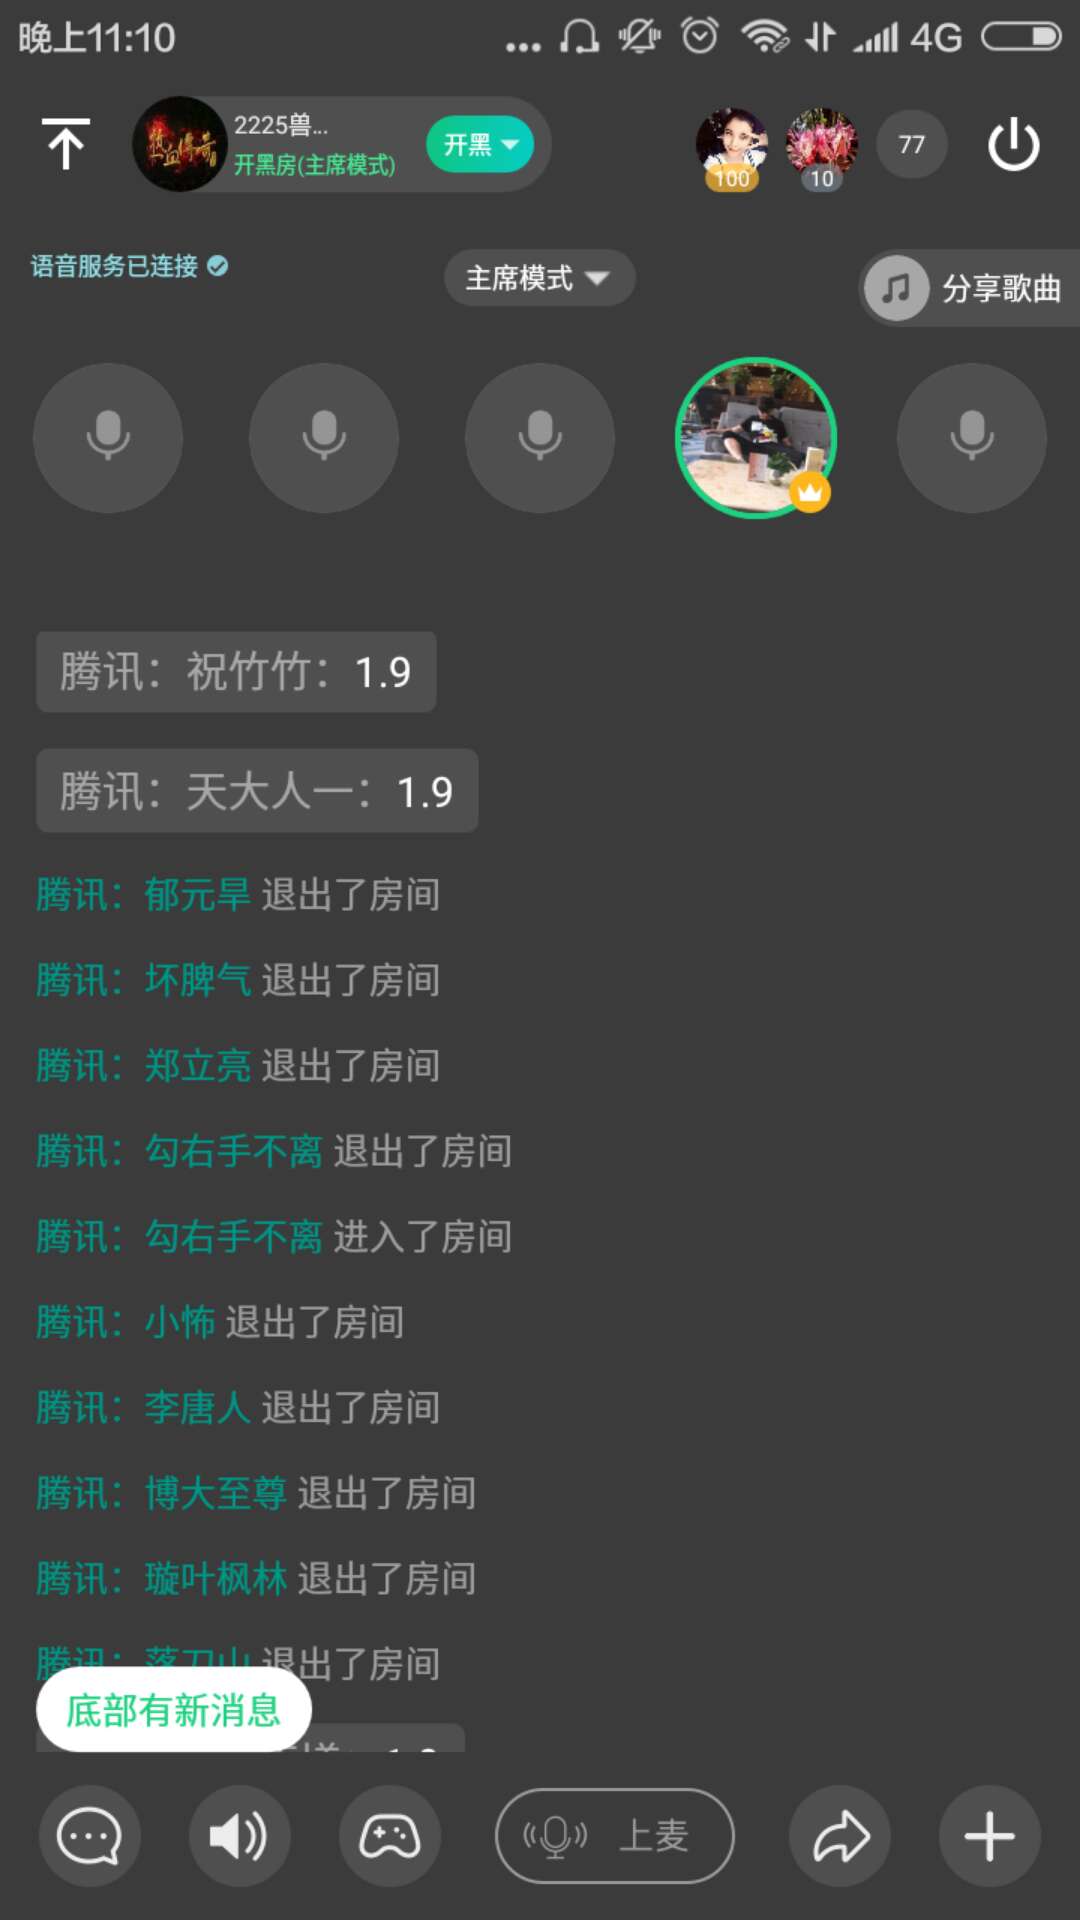 晚上11:10
4G
热血传奇
2225兽...
开黑房(主席模式)
开黑
100
10
77
语音服务已连接
主席模式
分享歌曲
腾讯：祝竹竹：1.9
腾讯：天大人一：1.9
腾讯：郁元旱 退出了房间
腾讯：坏脾气 退出了房间
腾讯：郑立亮 退出了房间
腾讯：勾右手不离 退出了房间
腾讯：勾右手不离 进入了房间
腾讯：小怖 退出了房间
腾讯：李唐人 退出了房间
腾讯：博大至尊 退出了房间
腾讯：璇叶枫林 退出了房间
腾讯：落刀山 退出了房间
底部有新消息
上麦